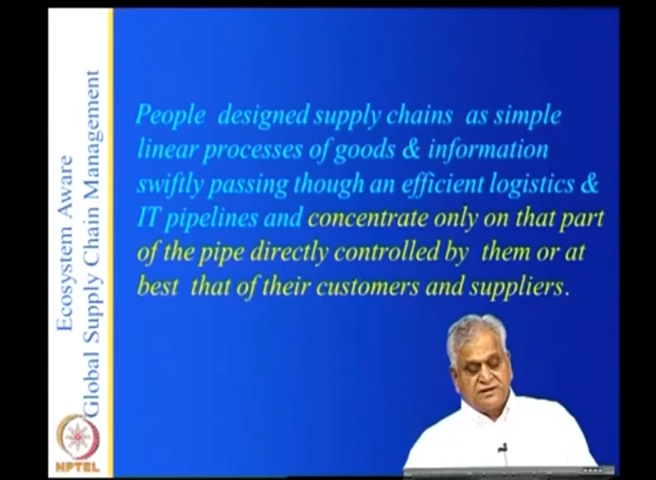 People designed supply chains as simple
linear processes of goods & information
swiftly passing though an efficient logistics &
IT pipelines and concentrate only on that part
of the pipe directly controlled by them or at
best that of their customers and suppliers.
Ecosystem Aware
Global Supply Chain Management
NPTEL